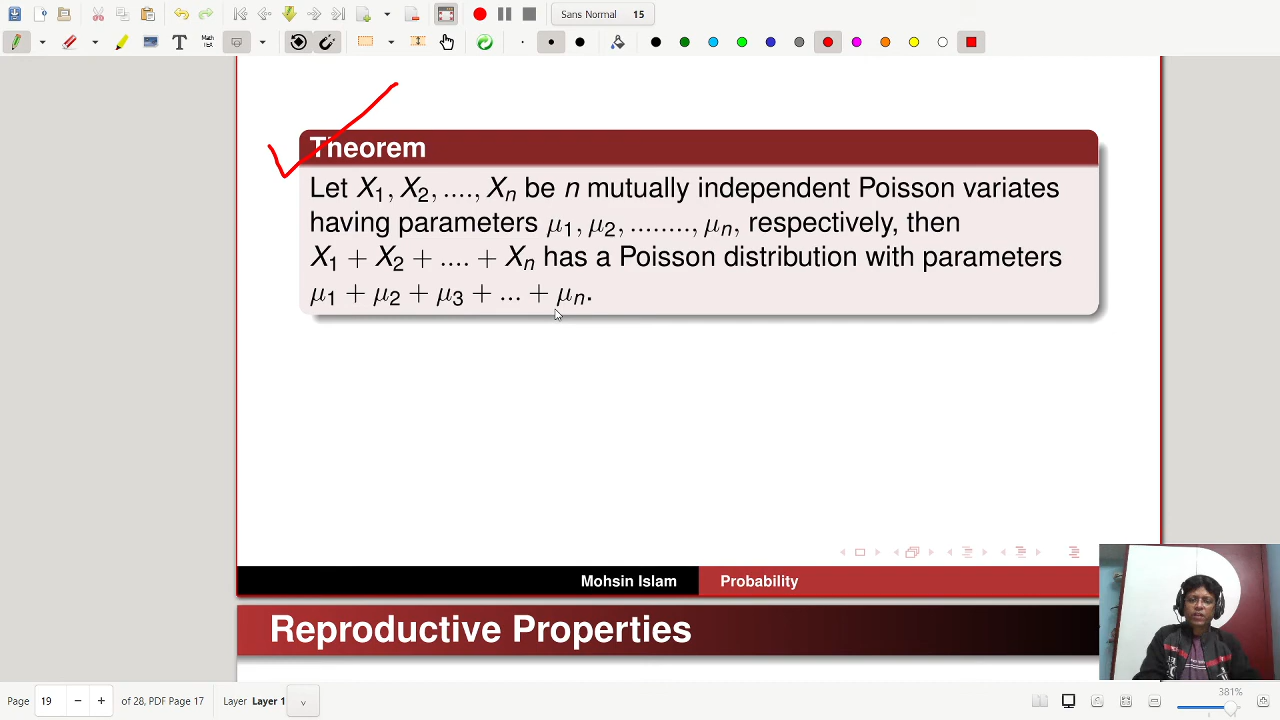 Sans Normal 15
Theorem
Let X₁, X₂, ...., Xₙ be n mutually independent Poisson variates
having parameters μ₁, μ₂, ........, μₙ, respectively, then
X₁ + X₂ + .... + Xₙ has a Poisson distribution with parameters
μ₁ + μ₂ + μ₃ + ... + μₙ.
Mohsin Islam Probability
Reproductive Properties
Page 19 of 28, PDF Page 17 Layer Layer 1 381%